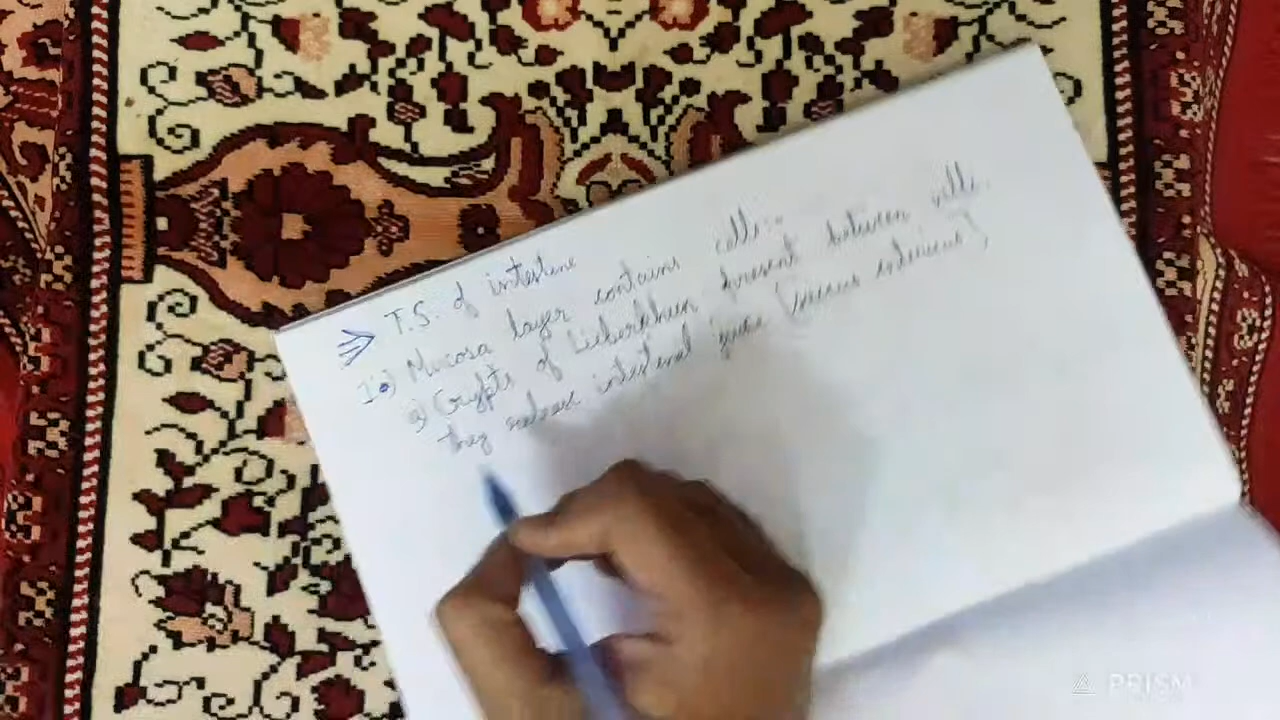 T.S. of intestine
1.) Mucosa layer contains cells:-
a) Crypts of Lieberkuhn present between villi.
they release intestinal juice (succus entericus),
PRISM